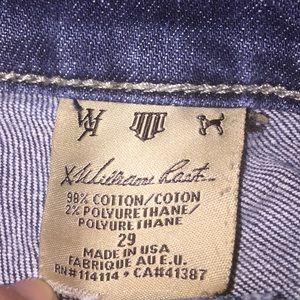 William Rast
98% COTTON/COTON
2% POLYURETHANE/
POLYURETHANE
29
MADE IN USA
FABRIQUE AU E.U.
RN#114114 • CA#41387